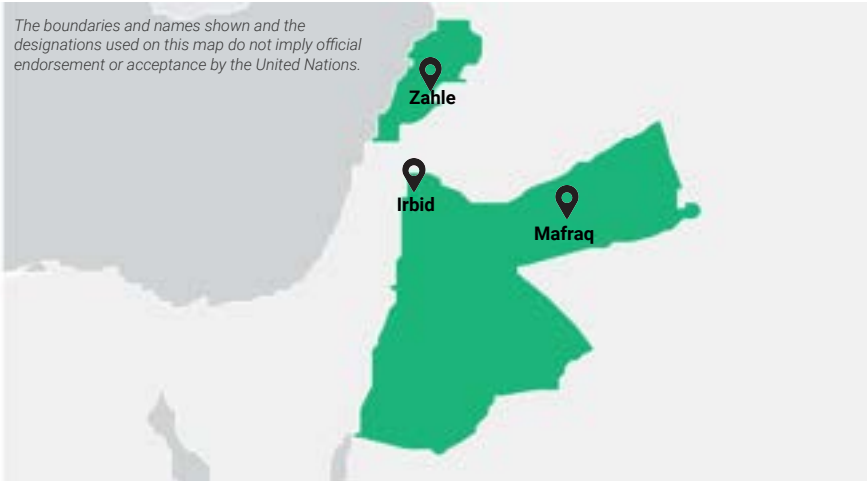 The boundaries and names shown and the
designations used on this map do not imply official
endorsement or acceptance by the United Nations.
Zahle
Irbid
Mafraq